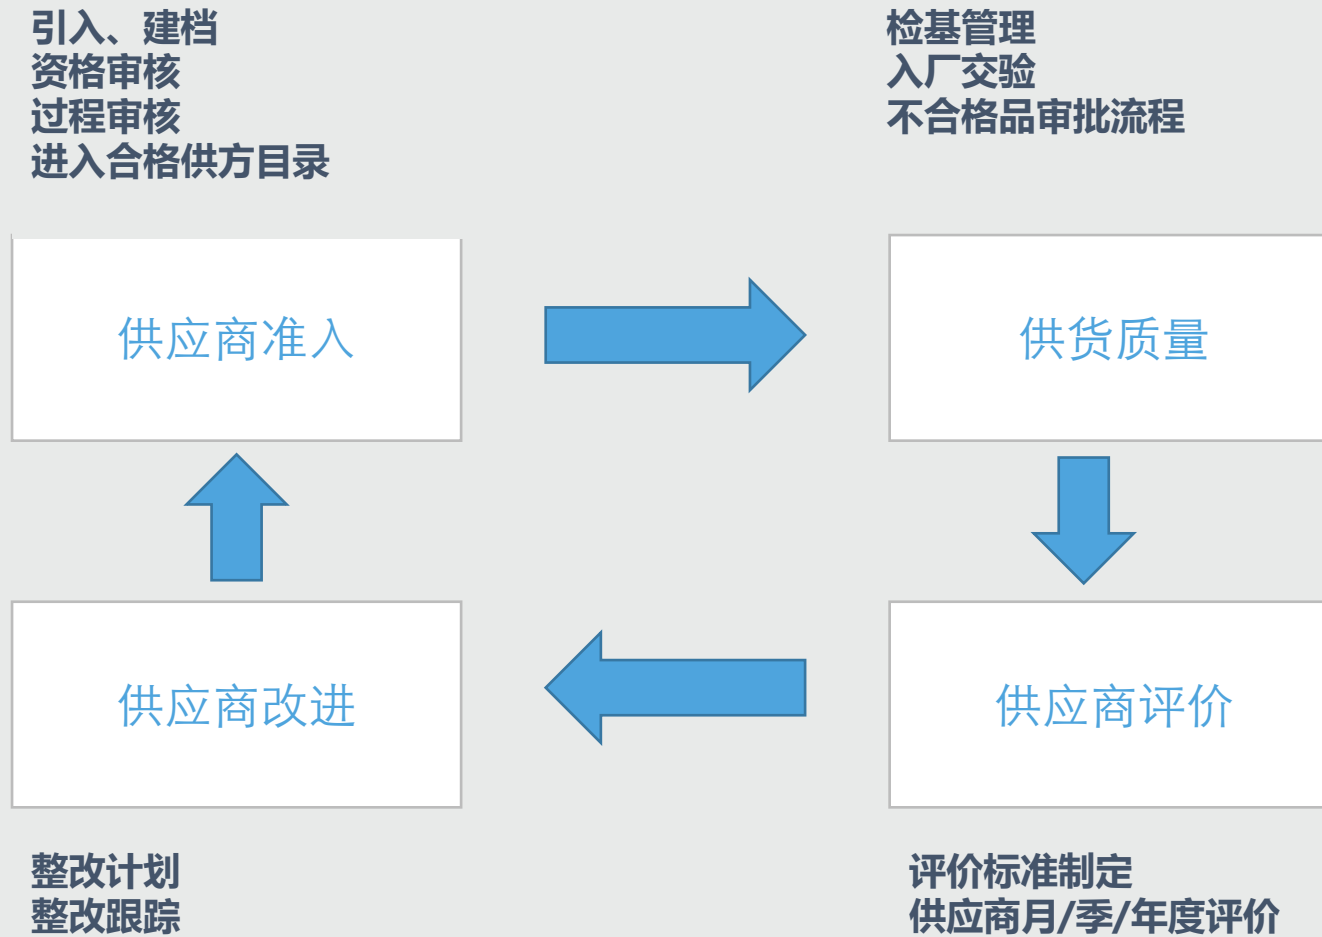 引入、建档
资格审核
过程审核
进入合格供方目录
检基管理
入厂交验
不合格品审批流程
供应商准入
供货质量
供应商改进
供应商评价
整改计划
整改跟踪
评价标准制定
供应商月/季/年度评价